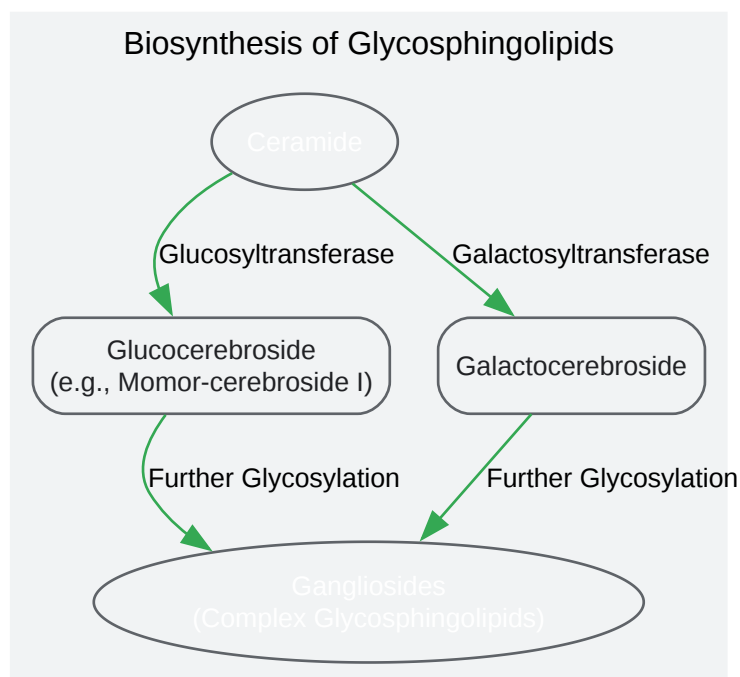 Biosynthesis of Glycosphingolipids
Ceramide
Glucosyltransferase
Galactosyltransferase
Glucocerebroside
(e.g., Momor-cerebroside I)
Galactocerebroside
Further Glycosylation
Further Glycosylation
Gangliosides
(Complex Glycosphingolipids)